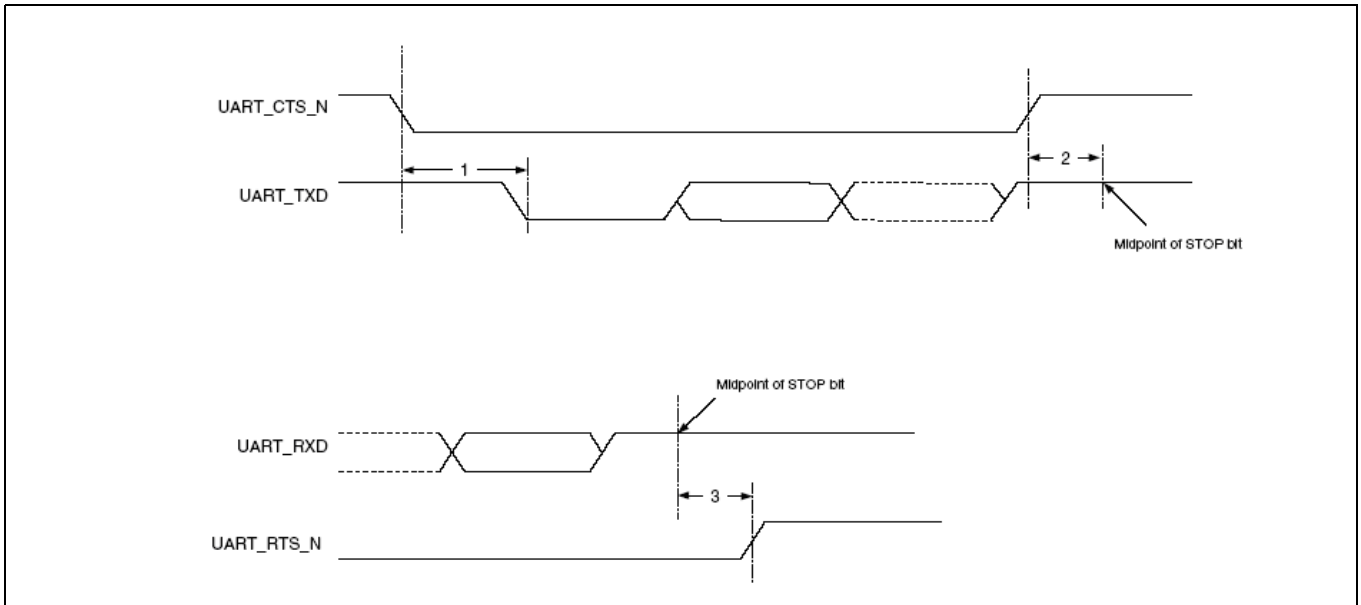 UART_CTS_N
1
2
UART_TXD
Midpoint of STOP bit
Midpoint of STOP bit
UART_RXD
3
UART_RTS_N